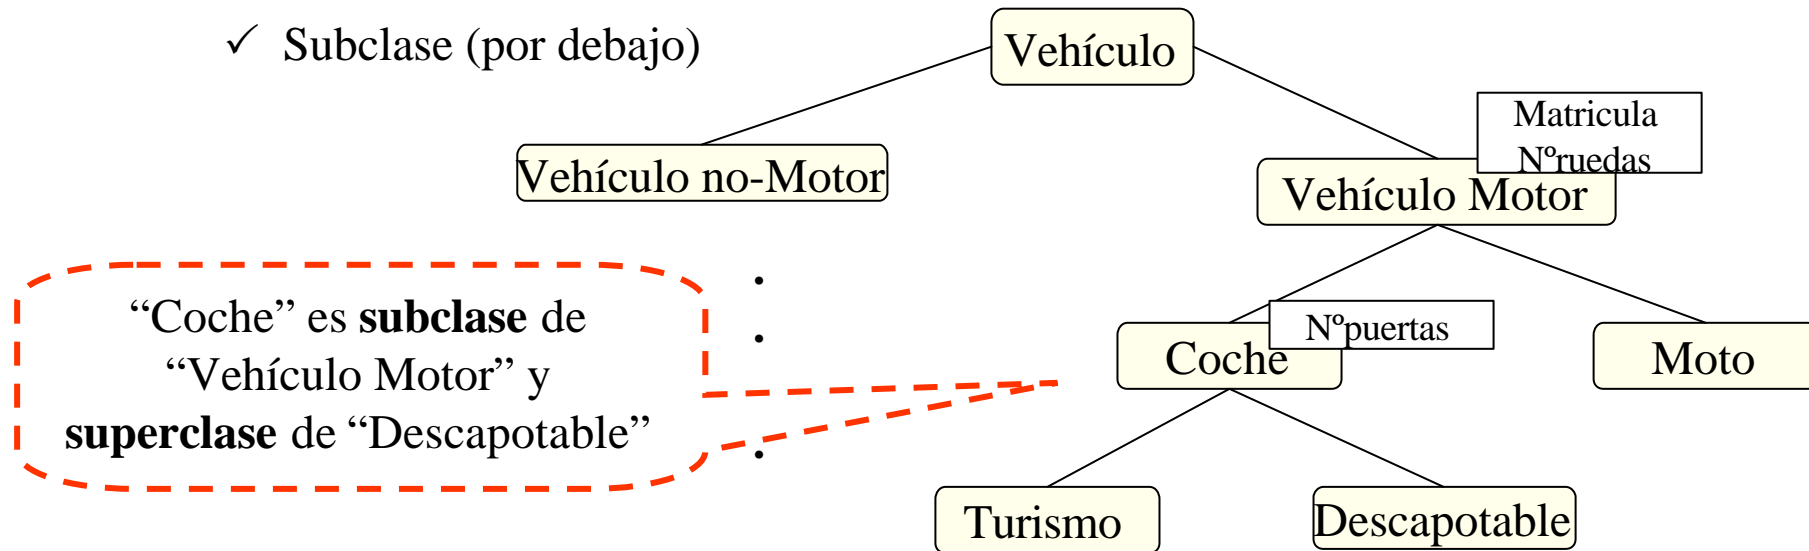 ✓ Subclase (por debajo)
Vehículo
Matricula
Nºruedas
Vehículo no-Motor
Vehículo Motor
“Coche” es subclase de
“Vehículo Motor” y
superclase de “Descapotable”
.
.
.
Nºpuertas
Coche
Moto
Turismo
Descapotable